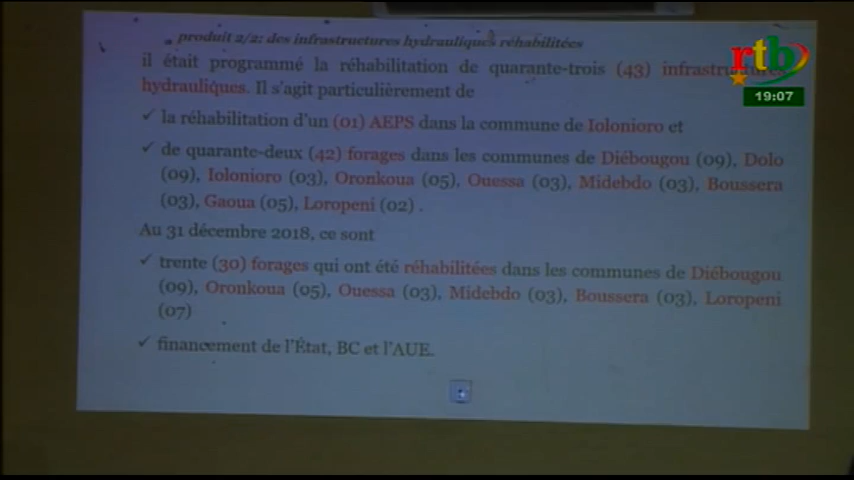 produit 2/2: des infrastructures hydrauliques réhabilitées
il était programmé la réhabilitation de quarante-trois (43) infrastructures
hydrauliques. Il s'agit particulièrement de
✓ la réhabilitation d'un (01) AEPS dans la commune de Iolonioro et
✓ de quarante-deux (42) forages dans les communes de Diébougou (09), Dolo
(09), Iolonioro (03), Oronkoua (05), Ouessa (03), Midebdo (03), Boussera
(03), Gaoua (05), Loropeni (02) .
Au 31 décembre 2018, ce sont
✓ trente (30) forages qui ont été réhabilitées dans les communes de Diébougou
(09), Oronkoua (05), Ouessa (03), Midebdo (03), Boussera (03), Loropeni
(07)
✓ financement de l'État, BC et l'AUE.
rtb
19:07